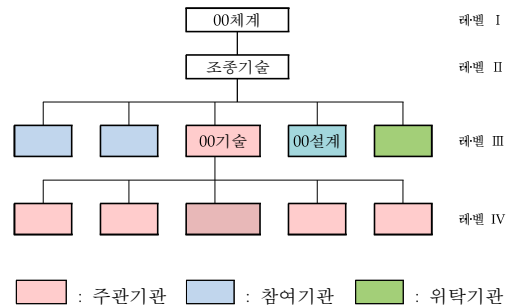 00체계 레벨 Ⅰ
조종기술 레벨 Ⅱ
00기술 00설계 레벨 Ⅲ
레벨 Ⅳ
: 주관기관 : 참여기관 : 위탁기관